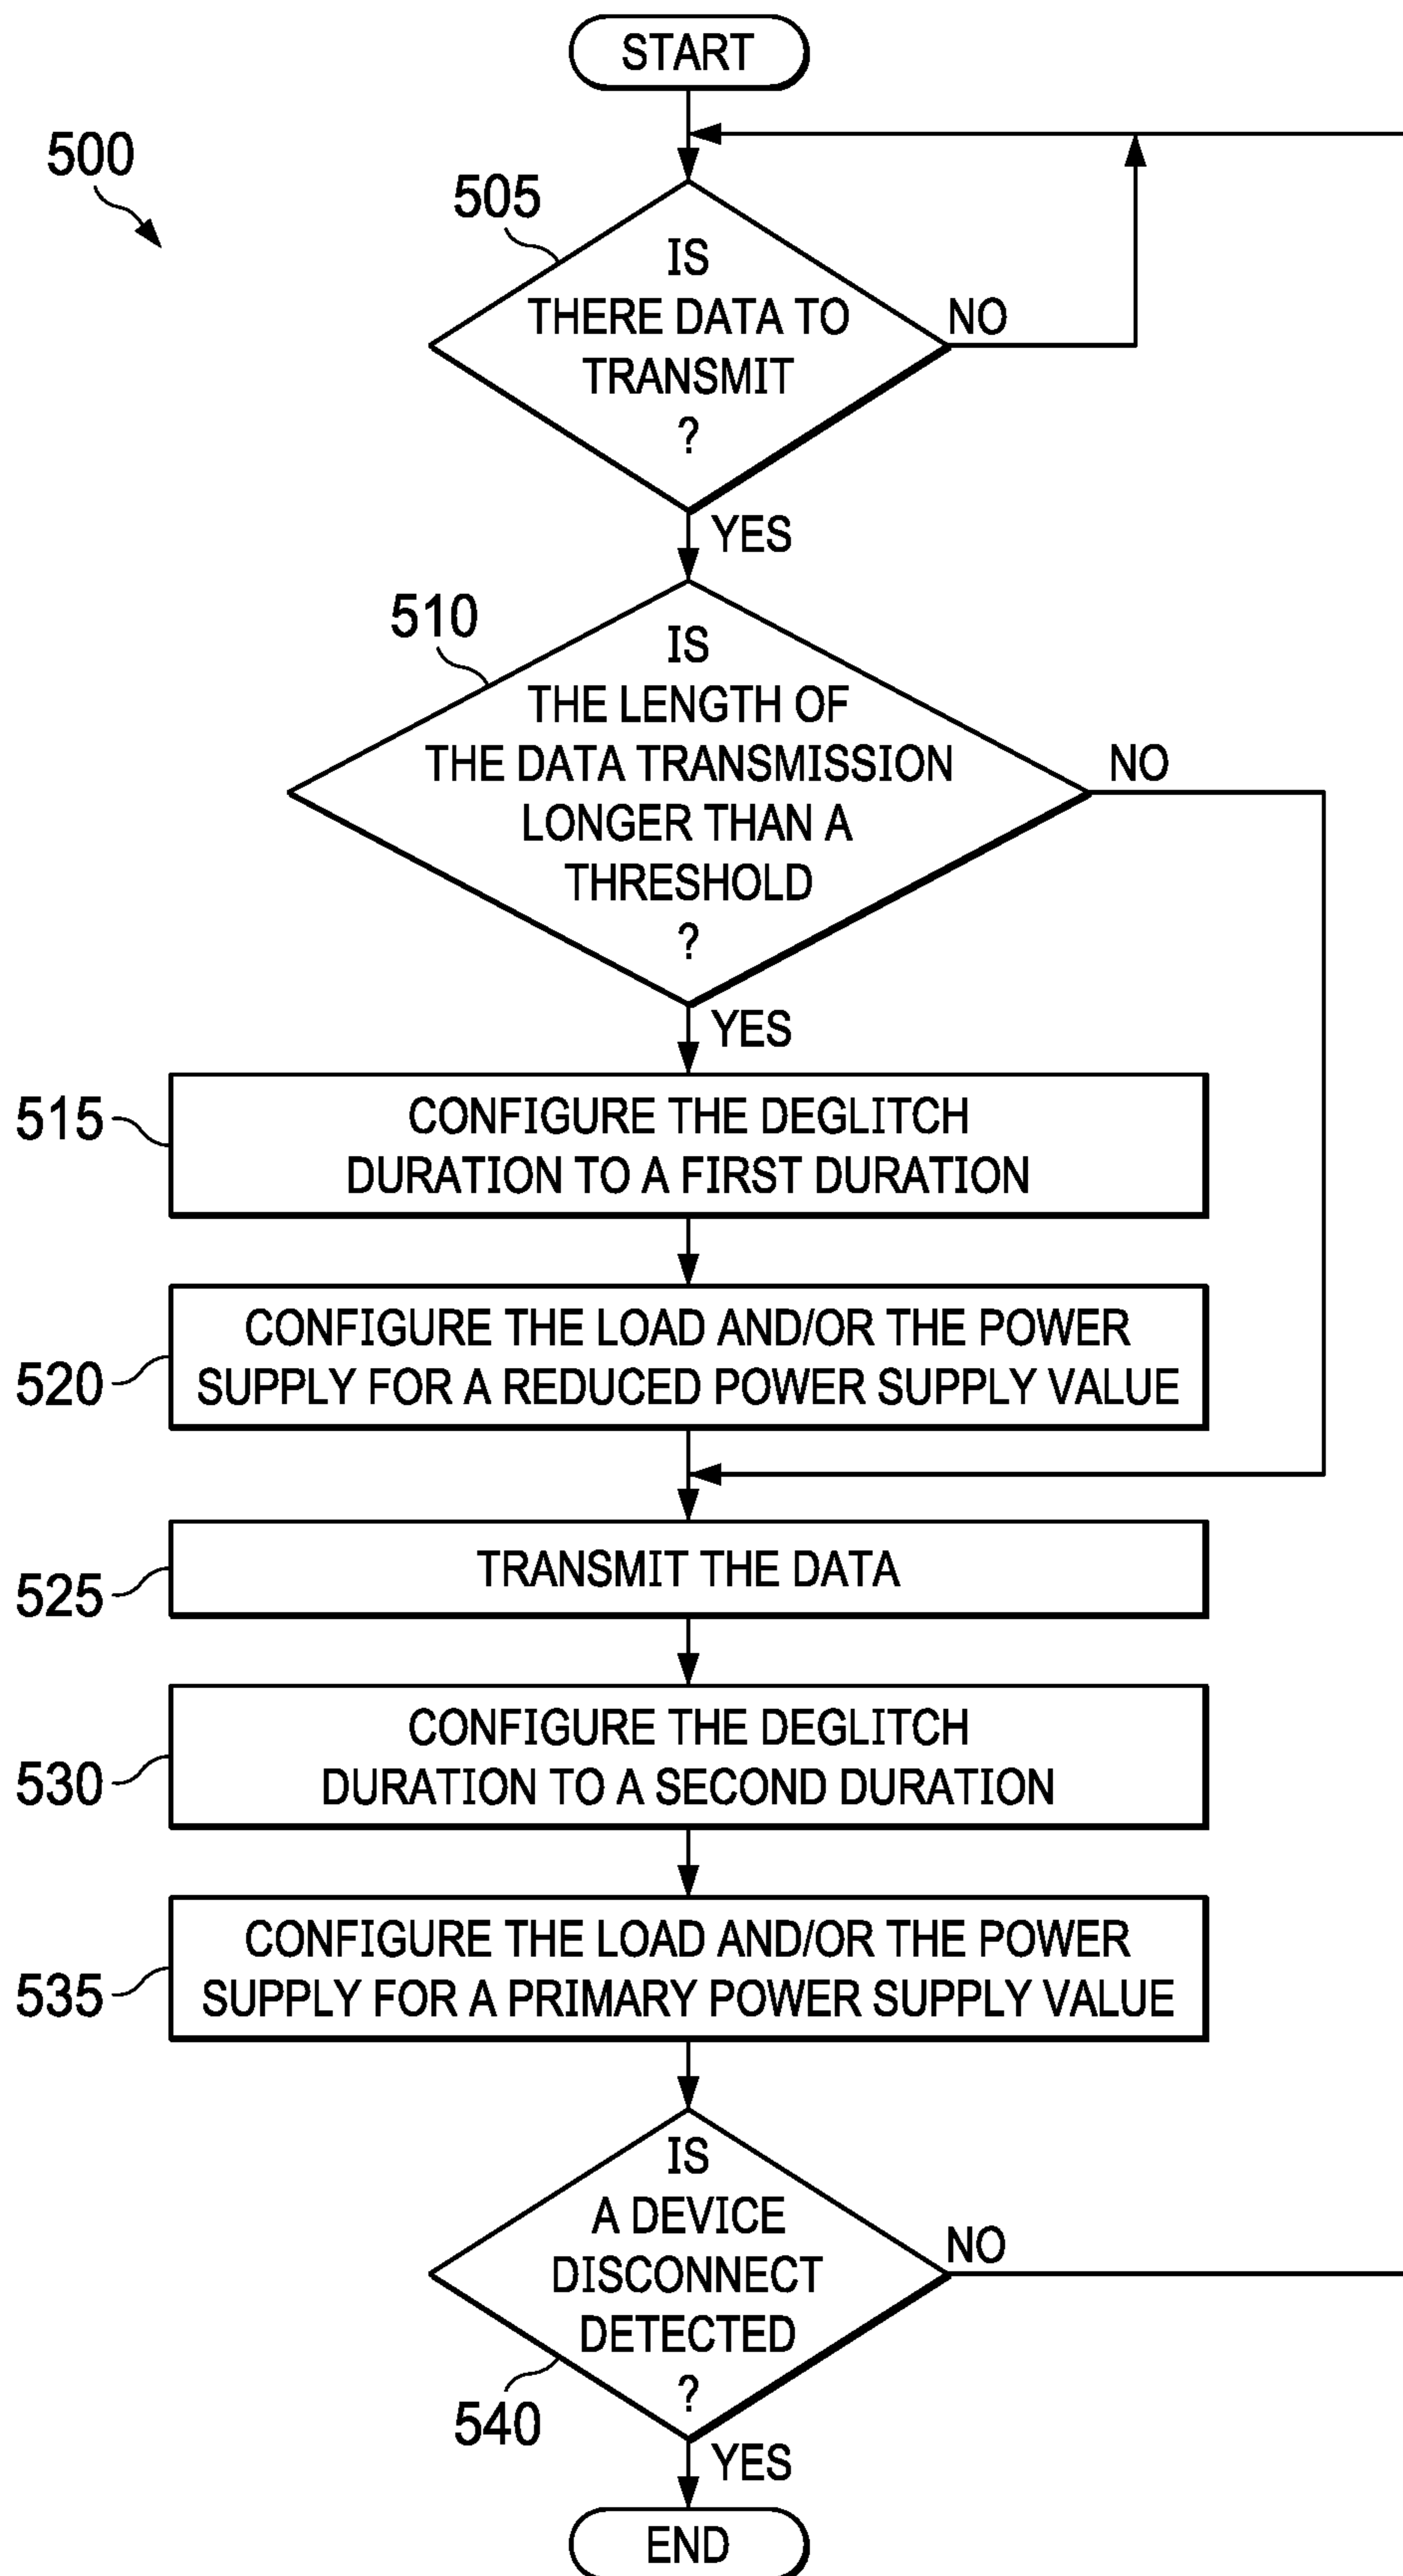 START
500
505
IS
THERE DATA TO
TRANSMIT
?
NO
YES
510
IS
THE LENGTH OF
THE DATA TRANSMISSION
LONGER THAN A
THRESHOLD
?
NO
YES
515
CONFIGURE THE DEGLITCH
DURATION TO A FIRST DURATION
520
CONFIGURE THE LOAD AND/OR THE POWER
SUPPLY FOR A REDUCED POWER SUPPLY VALUE
525
TRANSMIT THE DATA
530
CONFIGURE THE DEGLITCH
DURATION TO A SECOND DURATION
535
CONFIGURE THE LOAD AND/OR THE POWER
SUPPLY FOR A PRIMARY POWER SUPPLY VALUE
IS
A DEVICE
DISCONNECT
DETECTED
?
NO
540
YES
END